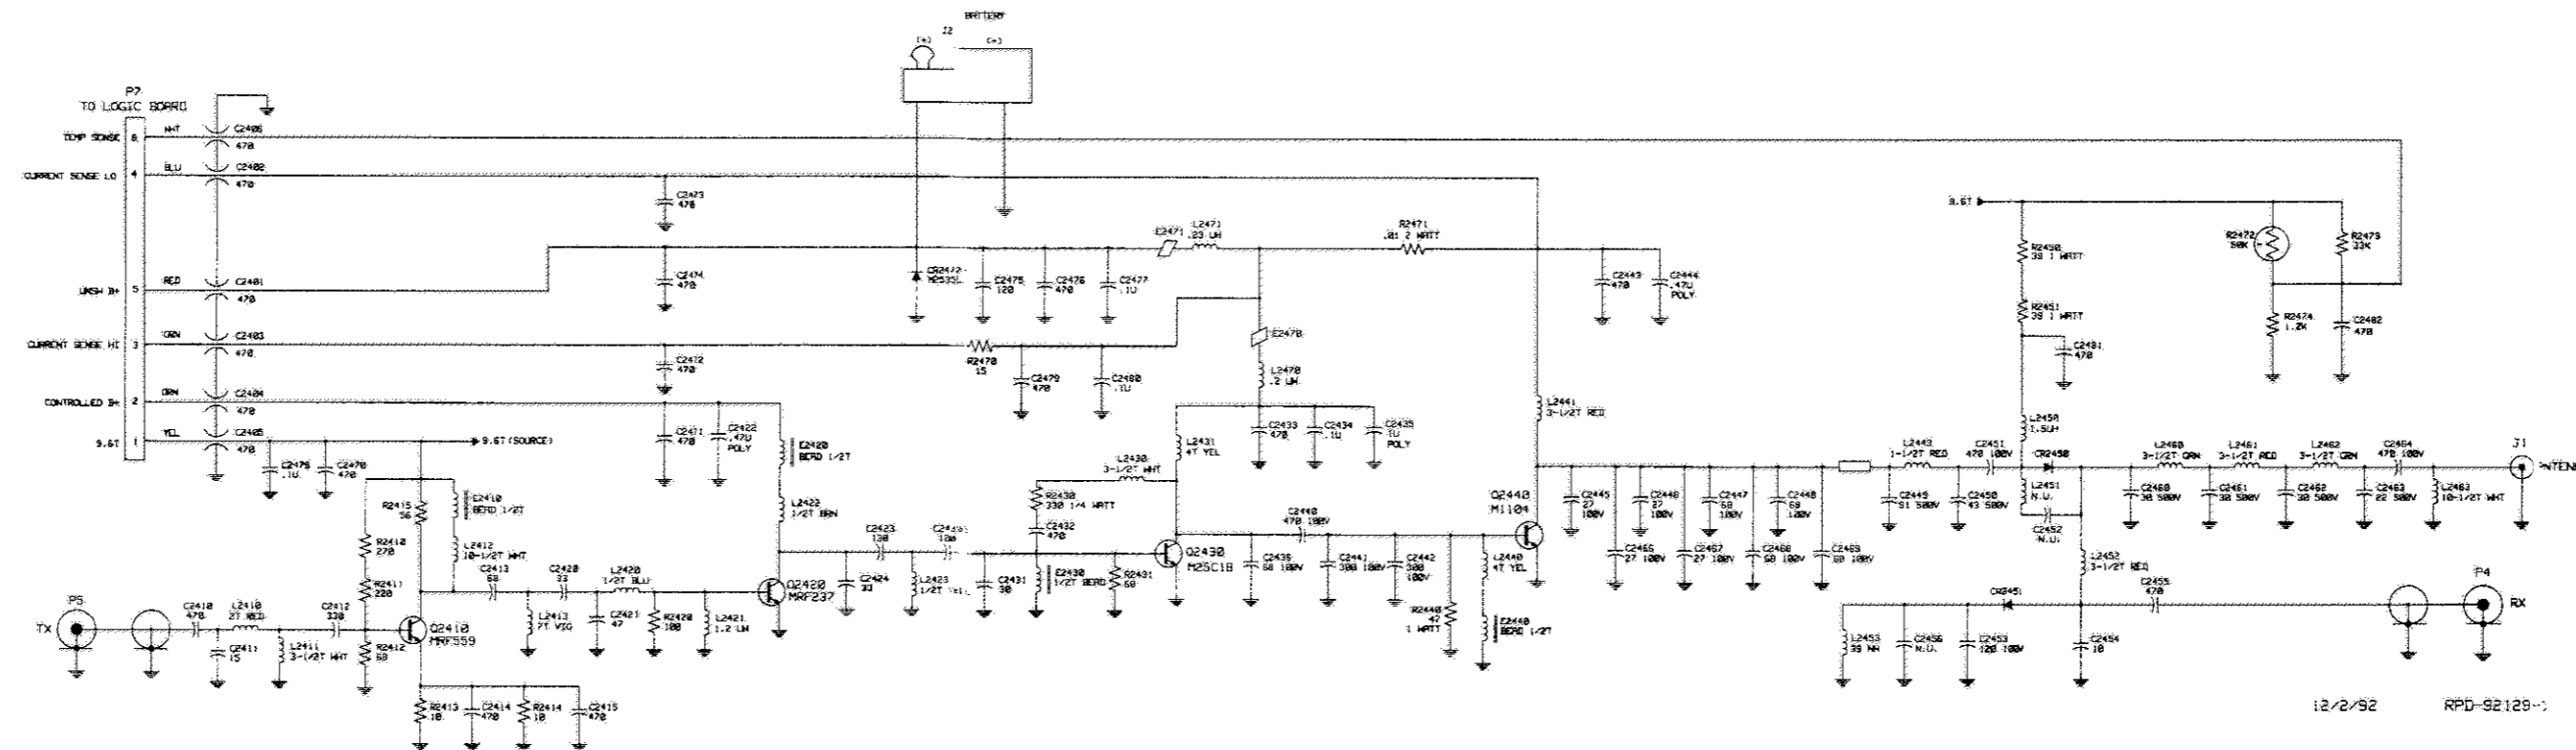 BATTERY
J2
(+)
(-)
P7
TO LOGIC BOARD
TEMP SENSE 6 WHT C2406
470
CURRENT SENSE LO 4 BLU C2402
470
UNSW B+ 5 RED C2401
470
CURRENT SENSE HI 3 GRN C2403
470
CONTROLLED B+ 2 ORN C2404
470
9.6T 1 YEL C2405
470
9.6T (SOURCE)
C2473
470
C2474
470
C2472
470
C2471
470
C2422
.47U
POLY
C2470
470
.1U
CR2472
C2475
120
C2476
470
C2477
.1U
E2471
L2471
.23 UH
R2471
.01 2 WATT
R2470
15
C2479
470
C2480
.1U
E2470
L2470
.2 UH
C2443
470
C2444
.47U
POLY
C2433
470
C2434
.1U
C2435
1U
POLY
9.6T
R2450
39 1 WATT
R2451
39 1 WATT
C2481
470
R2472
50K
R2473
33K
R2474
1.2K
C2482
470
R2415
56
E2410
BEAD 1/2T
R2410
270
R2411
220
L2412
10-1/2T WHT
P5
TX
C2410
470
L2410
2T RED
C2411
15
L2411
3-1/2T WHT
C2412
330
R2412
68
Q2410
MRF559
R2413
10
C2414
470
R2414
10
C2415
470
C2413
68
L2413
7T VIO
C2420
33
C2421
47
L2420
1/2T BLU
R2420
100
L2421
1.2 UH
E2420
BEAD 1/2T
L2422
1/2T BRN
Q2420
MRF237
C2424
33
C2423
130
L2423
C2431
30
L2430
3-1/2T WHT
R2430
330 1/4 WATT
C2432
470
E2430
1/2T BEAD
R2431
68
L2431
4T YEL
Q2430
M25C18
C2436
68 100V
C2440
470 100V
C2441
300 100V
C2442
300
100V
R2440
47
1 WATT
L2440
4T YEL
E2440
BEAD 1/2T
Q2440
M1104
L2441
3-1/2T RED
C2445
27
100V
C2446
27
100V
C2447
68
100V
C2448
68
100V
C2466
27 100V
C2467
27 100V
C2468
68 100V
C2469
68 100V
L2443
1-1/2T RED
C2449
91 500V
C2450
43 500V
C2451
470 100V
L2450
1.5UH
CR2450
L2451
N.U.
C2452
N.U.
L2452
3-1/2T RED
L2460
3-1/2T GRN
L2461
3-1/2T RED
L2462
3-1/2T GRN
C2464
470 100V
C2460
30 500V
C2461
30 500V
C2462
30 500V
C2463
22 500V
L2463
10-1/2T WHT
J1
CR2451
C2455
470
L2453
39 NH
C2456
N.U.
C2453
120 100V
C2454
10
P4
RX
12/2/92